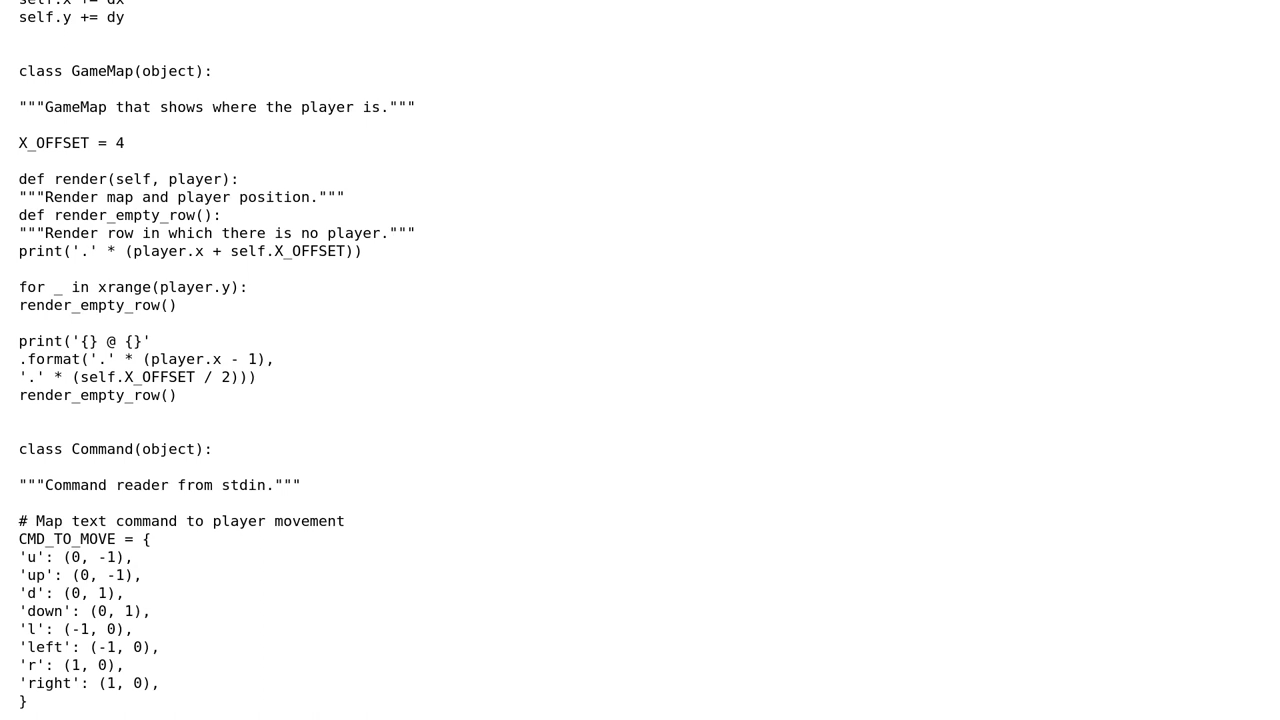 self.x += dx
self.y += dy
class GameMap(object):
"""GameMap that shows where the player is."""
X_OFFSET = 4
def render(self, player):
"""Render map and player position."""
def render_empty_row():
"""Render row in which there is no player."""
print('.' * (player.x + self.X_OFFSET))
for _ in xrange(player.y):
render_empty_row()
print('{} @ {}'
.format('.' * (player.x - 1),
'.' * (self.X_OFFSET / 2)))
render_empty_row()
class Command(object):
"""Command reader from stdin."""
# Map text command to player movement
CMD_TO_MOVE = {
'u': (0, -1),
'up': (0, -1),
'd': (0, 1),
'down': (0, 1),
'l': (-1, 0),
'left': (-1, 0),
'r': (1, 0),
'right': (1, 0),
}